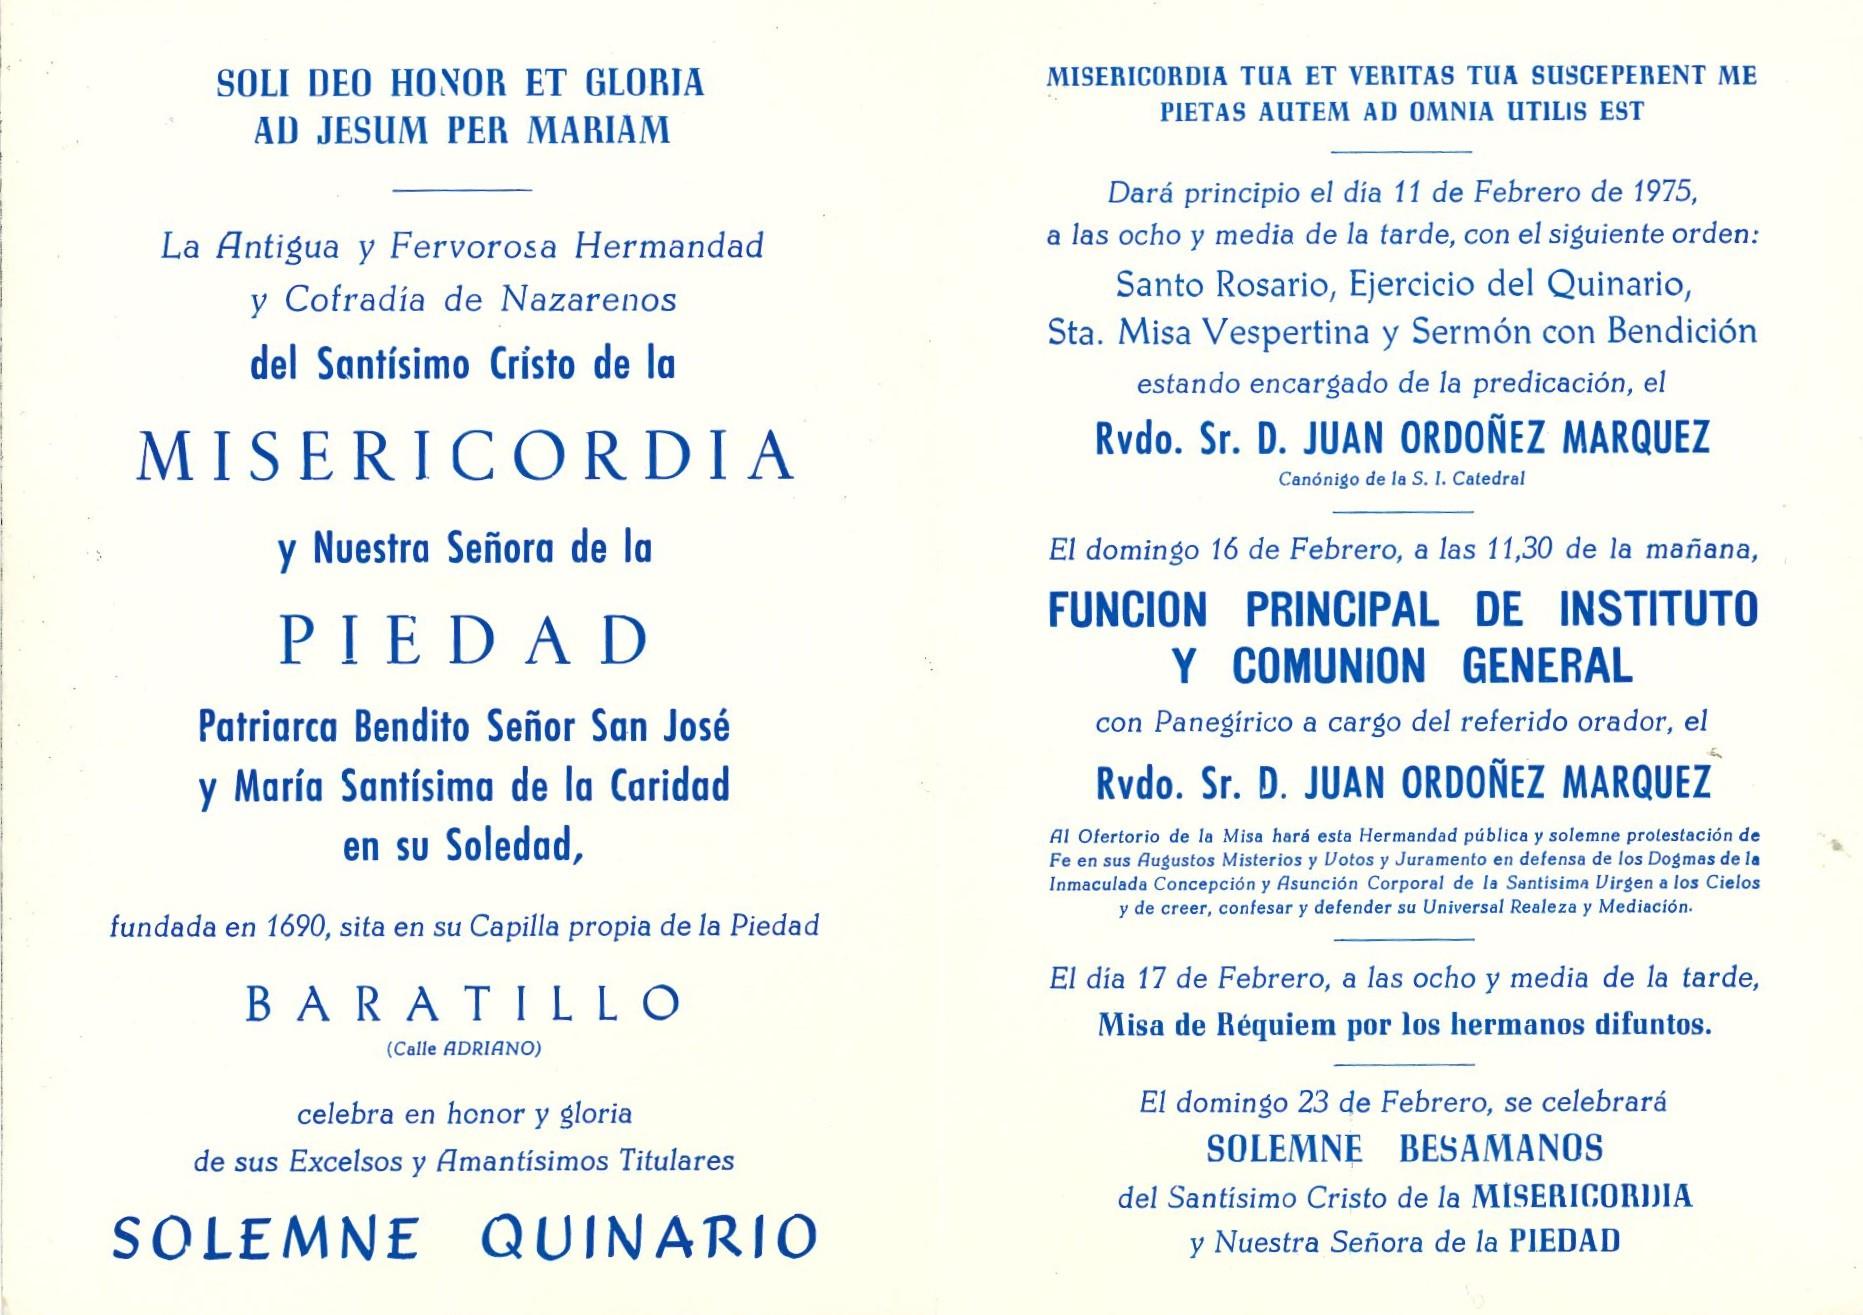 SOLI DEO HONOR ET GLORIA
AD JESUM PER MARIAM
La Antigua y Fervorosa Hermandad
y Cofradía de Nazarenos
del Santísimo Cristo de la
MISERICORDIA
y Nuestra Señora de la
PIEDAD
Patriarca Bendito Señor San José
y María Santísima de la Caridad
en su Soledad,
fundada en 1690, sita en su Capilla propia de la Piedad
BARATILLO
(Calle ADRIANO)
celebra en honor y gloria
de sus Excelsos y Amantísimos Titulares
SOLEMNE QUINARIO
MISERICORDIA TUA ET VERITAS TUA SUSCEPERENT ME
PIETAS AUTEM AD OMNIA UTILIS EST
Dará principio el día 11 de Febrero de 1975,
a las ocho y media de la tarde, con el siguiente orden:
Santo Rosario, Ejercicio del Quinario,
Sta. Misa Vespertina y Sermón con Bendición
estando encargado de la predicación, el
Rvdo. Sr. D. JUAN ORDOÑEZ MARQUEZ
Canónigo de la S. I. Catedral
El domingo 16 de Febrero, a las 11,30 de la mañana,
FUNCION PRINCIPAL DE INSTITUTO
Y COMUNION GENERAL
con Panegírico a cargo del referido orador, el
Rvdo. Sr. D. JUAN ORDOÑEZ MARQUEZ
Al Ofertorio de la Misa hará esta Hermandad pública y solemne protestación de
Fe en sus Augustos Misterios y Votos y Juramento en defensa de los Dogmas de la
Inmaculada Concepción y Asunción Corporal de la Santísima Virgen a los Cielos
y de creer, confesar y defender su Universal Realeza y Mediación.
El día 17 de Febrero, a las ocho y media de la tarde,
Misa de Réquiem por los hermanos difuntos.
El domingo 23 de Febrero, se celebrará
SOLEMNE BESAMANOS
del Santísimo Cristo de la MISERICORDIA
y Nuestra Señora de la PIEDAD